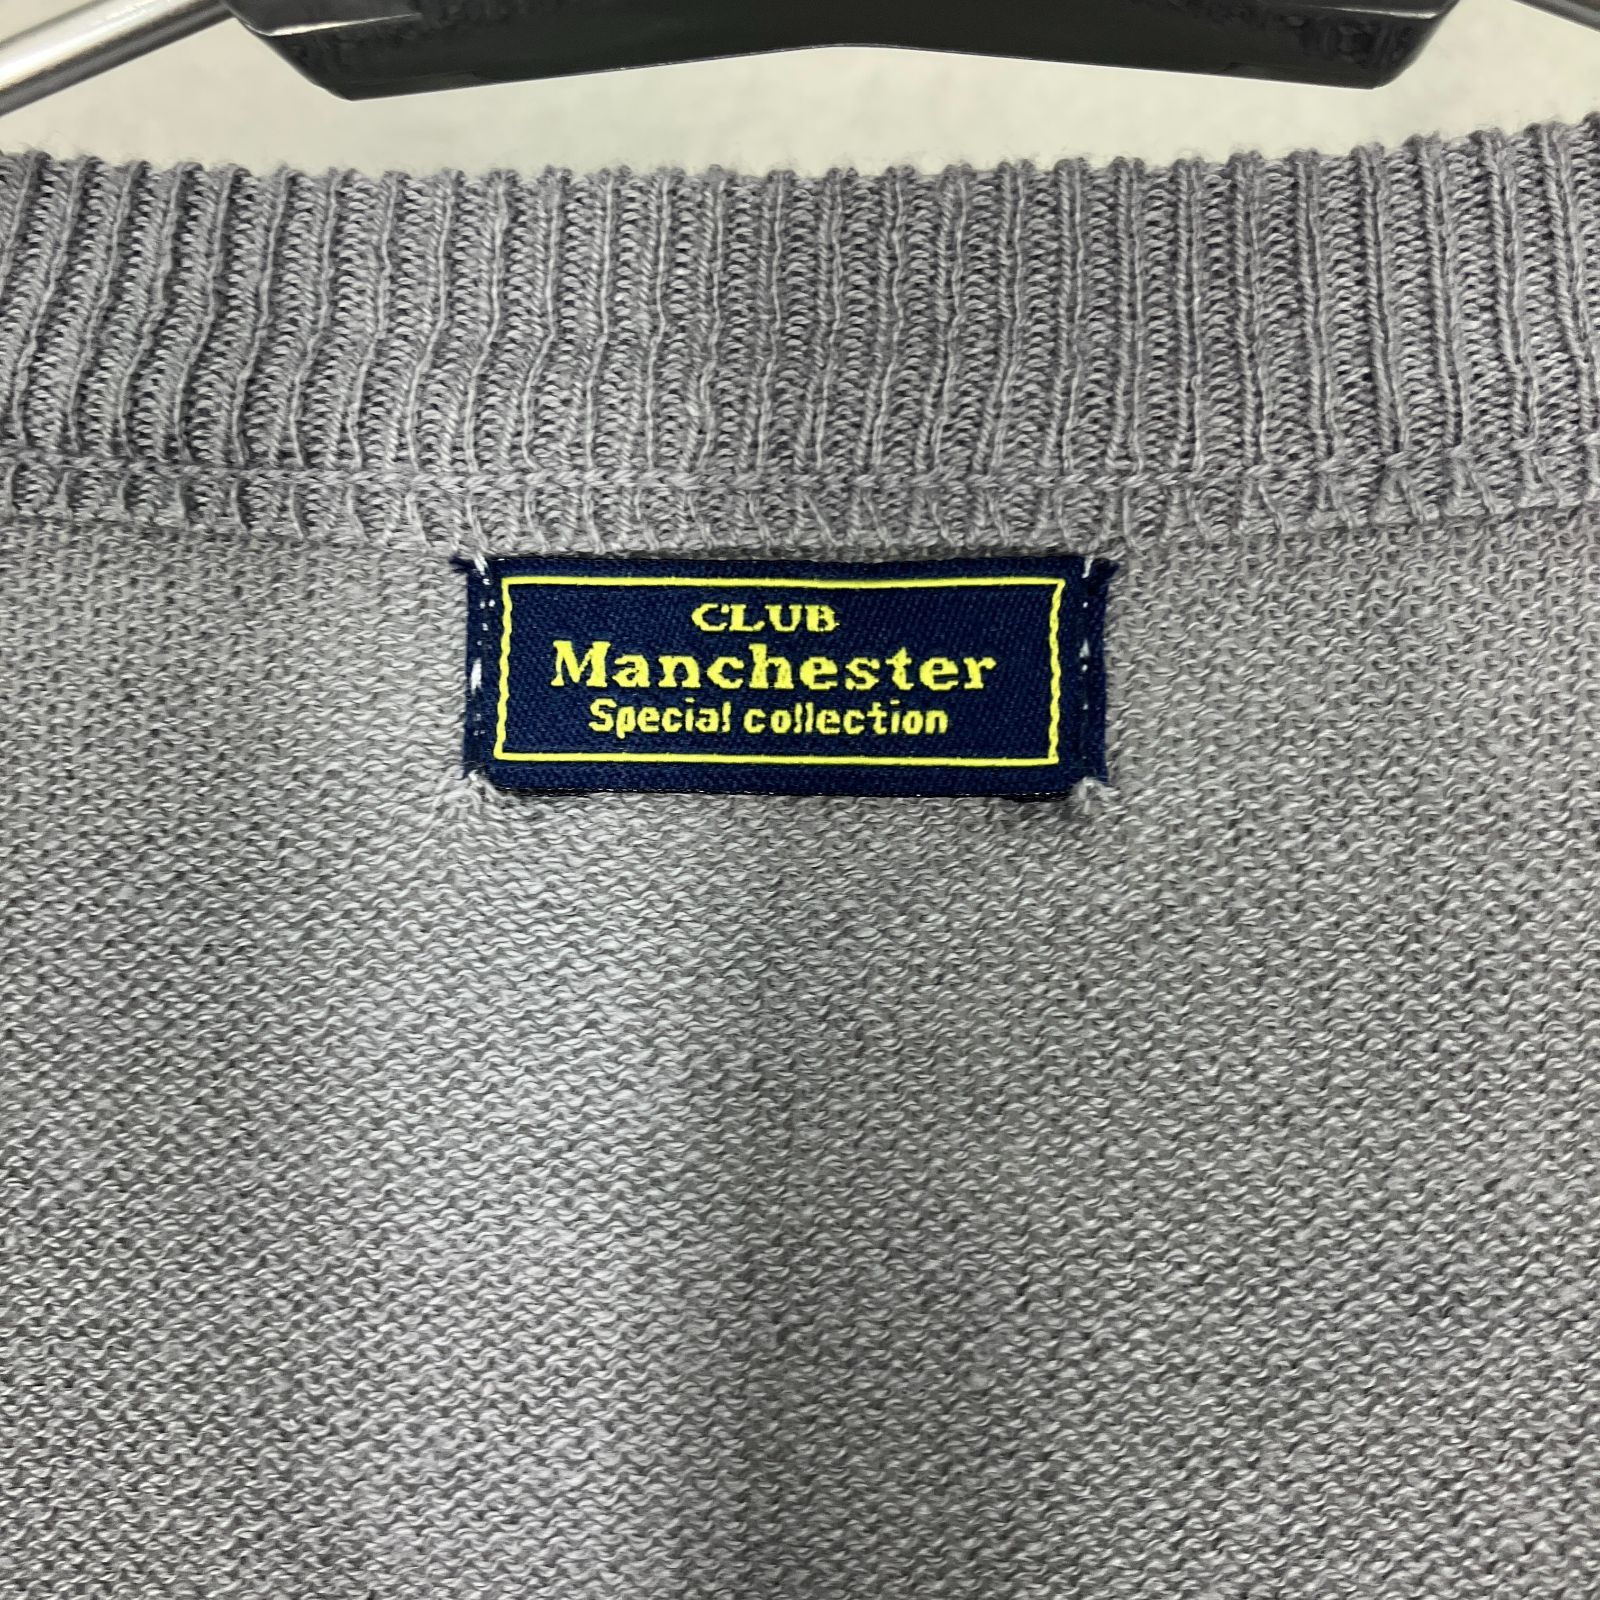 CLUB
Manchester
Special collection